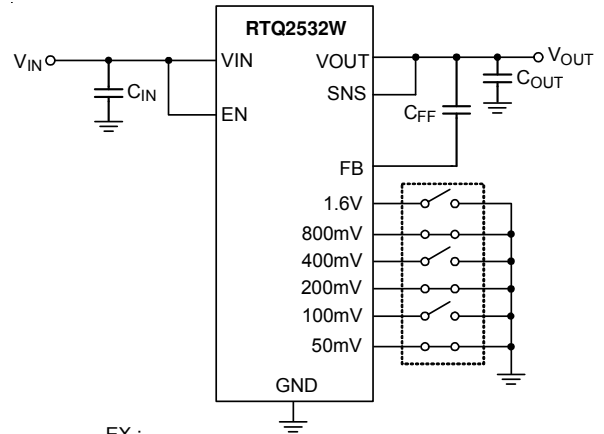 RTQ2532W
VIN
VIN
VOUT
VOUT
CIN
EN
SNS
CFF
COUT
FB
1.6V
800mV
400mV
200mV
100mV
50mV
GND
EX :